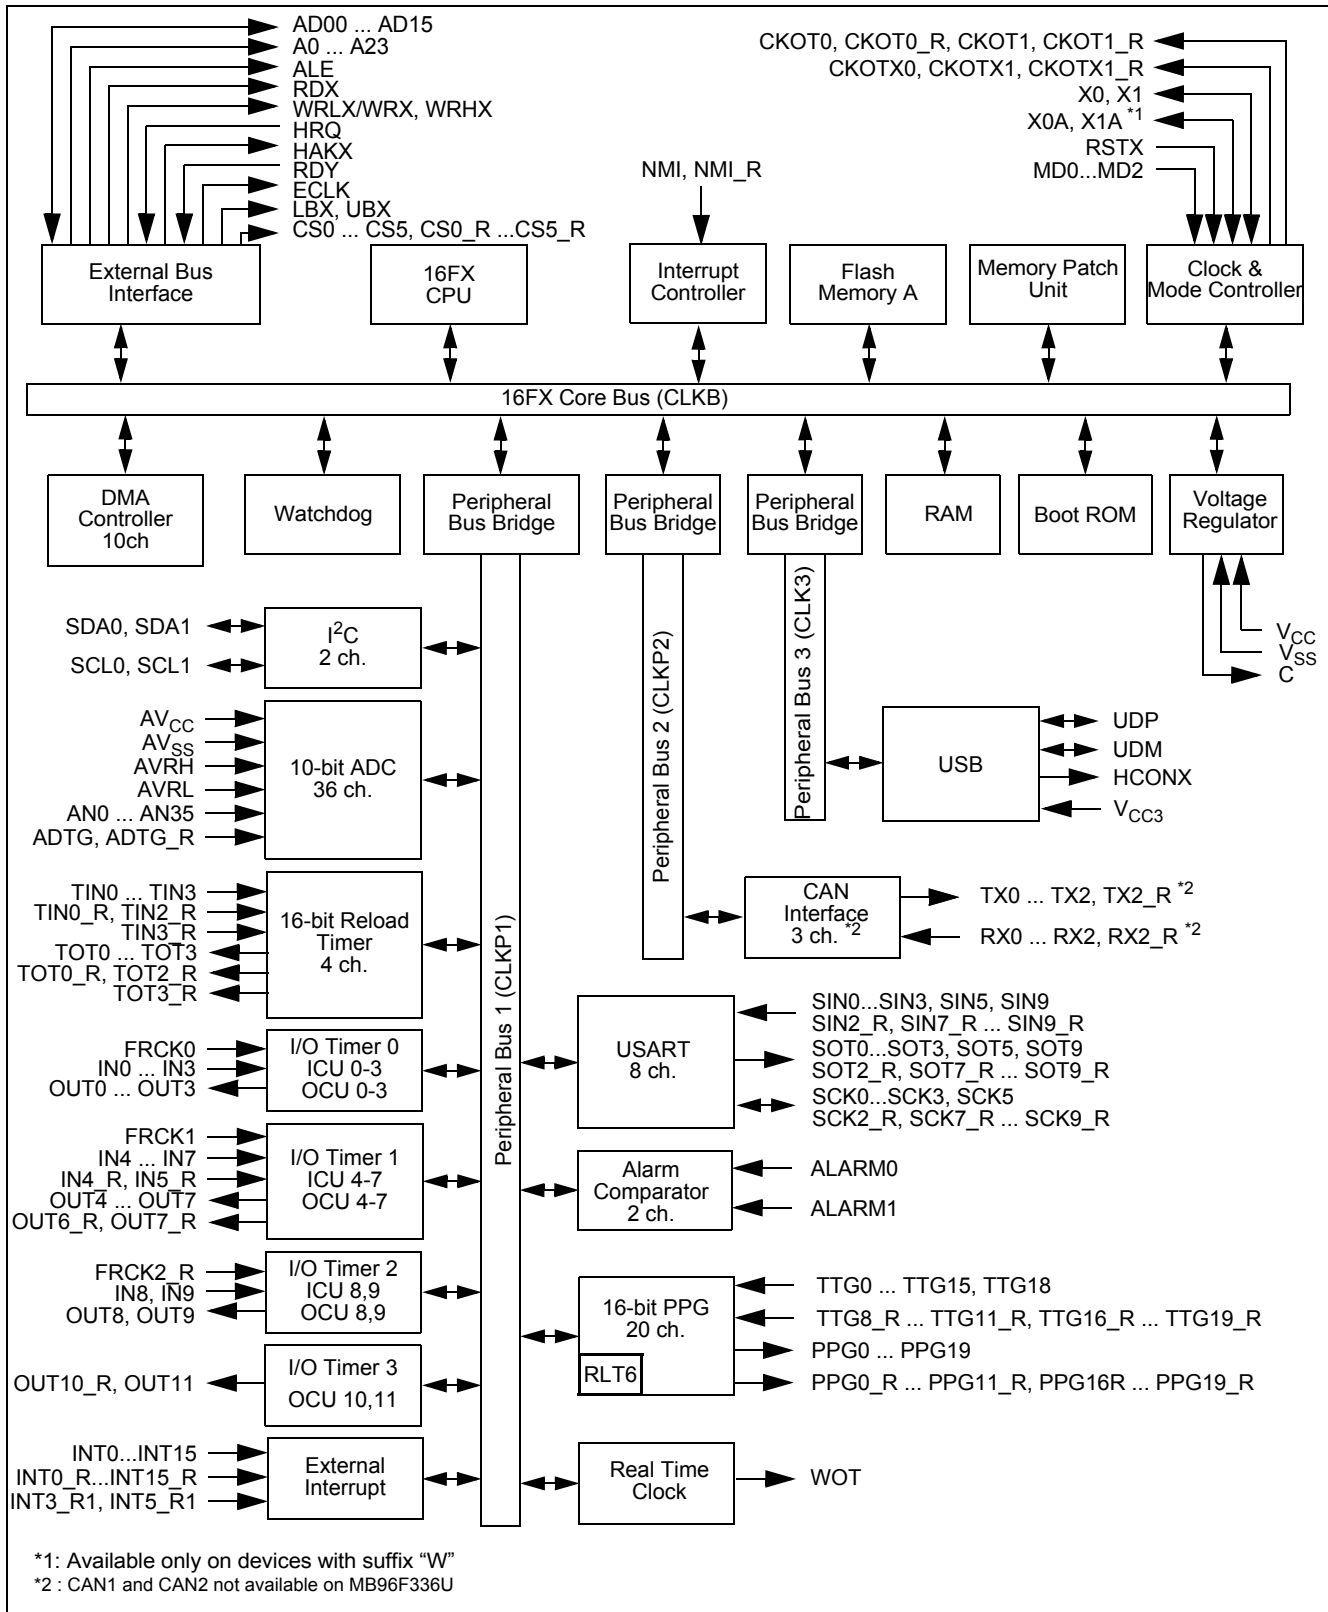 AD00 ... AD15
A0 ... A23
ALE
RDX
WRLX/WRX, WRHX
HRQ
HAKX
RDY
ECLK
LBX, UBX
CS0 ... CS5, CS0_R ...CS5_R
CKOT0, CKOT0_R, CKOT1, CKOT1_R
CKOTX0, CKOTX1, CKOTX1_R
X0, X1
X0A, X1A *1
RSTX
MD0...MD2
NMI, NMI_R
External Bus
Interface
16FX
CPU
Interrupt
Controller
Flash
Memory A
Memory Patch
Unit
Clock &
Mode Controller
16FX Core Bus (CLKB)
DMA
Controller
10ch
Watchdog
Peripheral
Bus Bridge
Peripheral
Bus Bridge
Peripheral
Bus Bridge
RAM
Boot ROM
Voltage
Regulator
VCC
VSS
C
Peripheral Bus 1 (CLKP1)
Peripheral Bus 2 (CLKP2)
Peripheral Bus 3 (CLK3)
SDA0, SDA1
SCL0, SCL1
I2C
2 ch.
AVCC
AVSS
AVRH
AVRL
AN0 ... AN35
ADTG, ADTG_R
10-bit ADC
36 ch.
TIN0 ... TIN3
TIN0_R, TIN2_R
TIN3_R
TOT0 ... TOT3
TOT0_R, TOT2_R
TOT3_R
16-bit Reload
Timer
4 ch.
FRCK0
IN0 ... IN3
OUT0 ... OUT3
I/O Timer 0
ICU 0-3
OCU 0-3
FRCK1
IN4 ... IN7
IN4_R, IN5_R
OUT4 ... OUT7
OUT6_R, OUT7_R
I/O Timer 1
ICU 4-7
OCU 4-7
FRCK2_R
IN8, IN9
OUT8, OUT9
I/O Timer 2
ICU 8,9
OCU 8,9
OUT10_R, OUT11
I/O Timer 3
OCU 10,11
INT0...INT15
INT0_R...INT15_R
INT3_R1, INT5_R1
External
Interrupt
USB
UDP
UDM
HCONX
VCC3
CAN
Interface
3 ch. *2
TX0 ... TX2, TX2_R *2
RX0 ... RX2, RX2_R *2
USART
8 ch.
SIN0...SIN3, SIN5, SIN9
SIN2_R, SIN7_R ... SIN9_R
SOT0...SOT3, SOT5, SOT9
SOT2_R, SOT7_R ... SOT9_R
SCK0...SCK3, SCK5
SCK2_R, SCK7_R ... SCK9_R
Alarm
Comparator
2 ch.
ALARM0
ALARM1
16-bit PPG
20 ch.
RLT6
TTG0 ... TTG15, TTG18
TTG8_R ... TTG11_R, TTG16_R ... TTG19_R
PPG0 ... PPG19
PPG0_R ... PPG11_R, PPG16R ... PPG19_R
Real Time
Clock
WOT
*1: Available only on devices with suffix “W”
*2 : CAN1 and CAN2 not available on MB96F336U